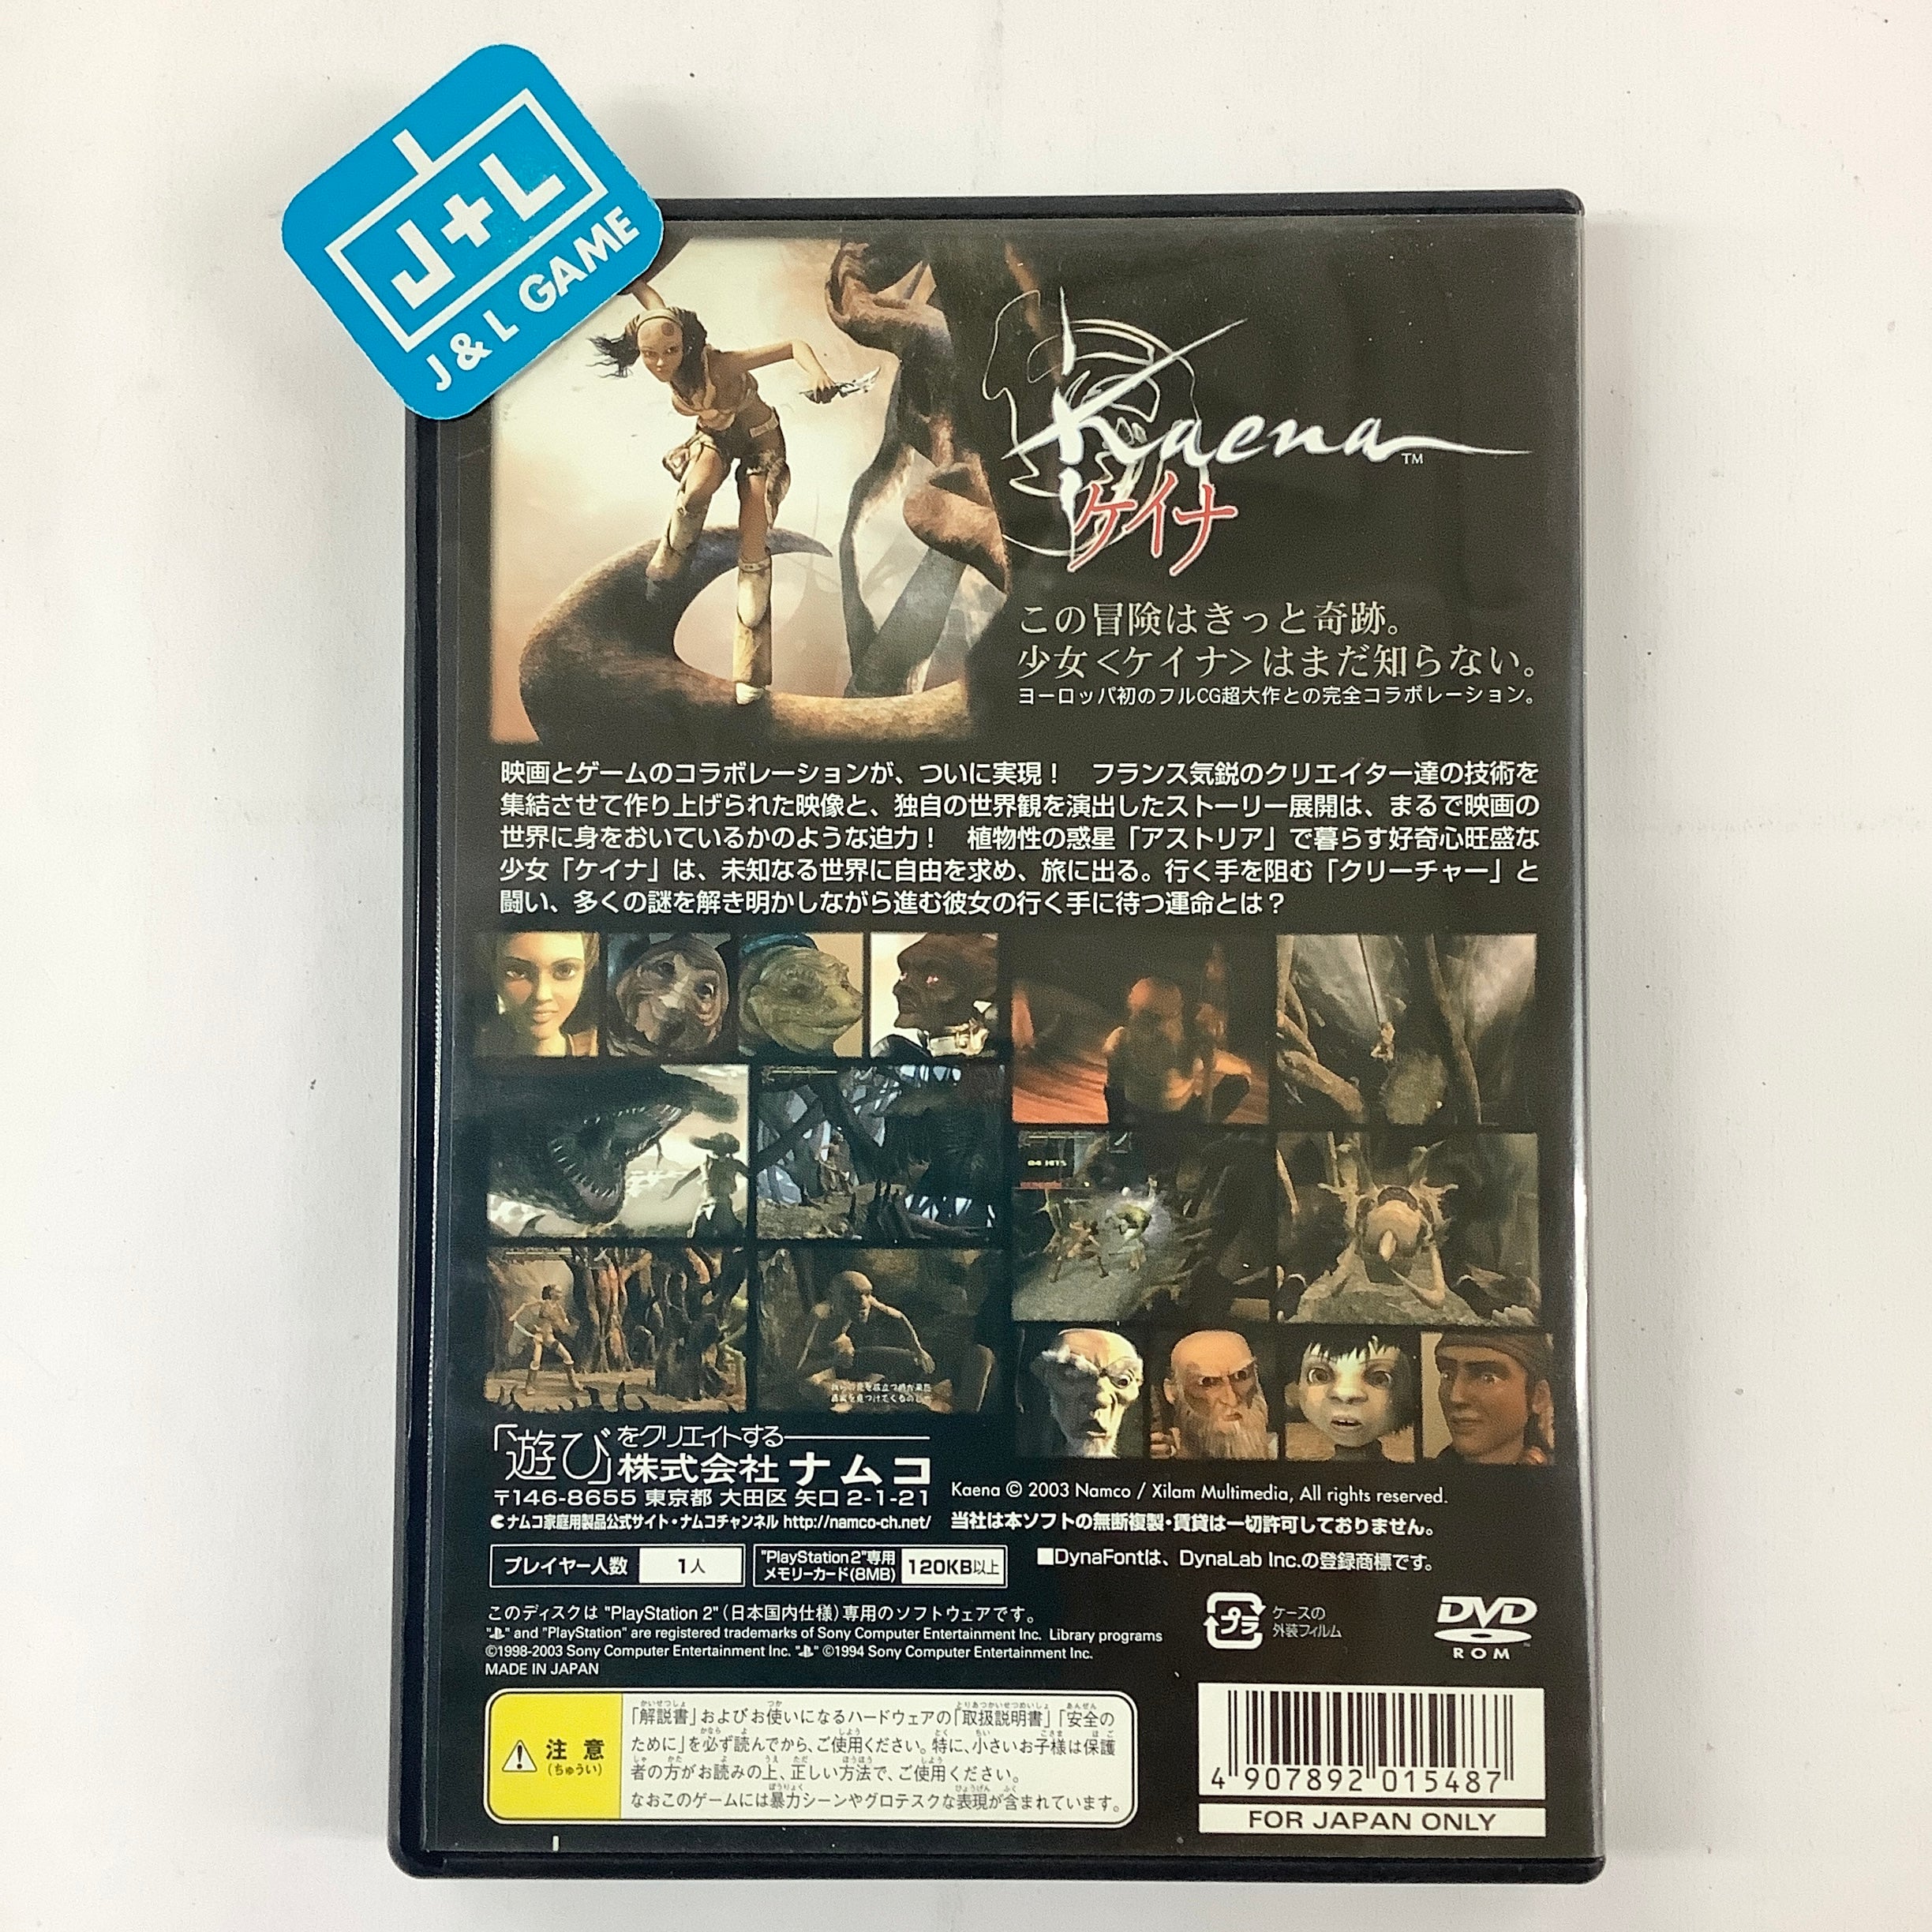 J+L
J & L GAME
Kaena™
ケイナ
この冒険はきっと奇跡。
少女<ケイナ>はまだ知らない。
ヨーロッパ初のフルCG超大作との完全コラボレーション。
映画とゲームのコラボレーションが、ついに実現！　フランス気鋭のクリエイター達の技術を
集結させて作り上げられた映像と、独自の世界観を演出したストーリー展開は、まるで映画の
世界に身をおいているかのような迫力！　植物性の惑星「アストリア」で暮らす好奇心旺盛な
少女「ケイナ」は、未知なる世界に自由を求め、旅に出る。行く手を阻む「クリーチャー」と
闘い、多くの謎を解き明かしながら進む彼女の行く手に待つ運命とは？
04 HITS
「遊び」をクリエイトする
株式会社 ナムコ
〒146-8655 東京都 大田区 矢口 2-1-21
ナムコ家庭用製品公式サイト・ナムコチャンネル http://namco-ch.net/
Kaena © 2003 Namco / Xilam Multimedia, All rights reserved.
当社は本ソフトの無断複製・賃貸は一切許可しておりません。
プレイヤー人数 1人
"PlayStation 2"専用
メモリーカード(8MB) 120KB以上
■DynaFontは、DynaLab Inc.の登録商標です。
このディスクは "PlayStation 2"（日本国内仕様）専用のソフトウェアです。
" " and "PlayStation" are registered trademarks of Sony Computer Entertainment Inc. Library programs
©1998-2003 Sony Computer Entertainment Inc. " " ©1994 Sony Computer Entertainment Inc.
MADE IN JAPAN
プラ
ケースの
外装フィルム
DVD
ROM
注意
(ちゅうい)
「解説書」およびお使いになるハードウェアの「取扱説明書」「安全の
ために」を必ず読んでから、ご使用ください。特に、小さいお子様は保護
者の方がお読みの上、正しい方法で、ご使用ください。
なおこのゲームには暴力シーンやグロテスクな表現が含まれています。
4 907892 015487
FOR JAPAN ONLY